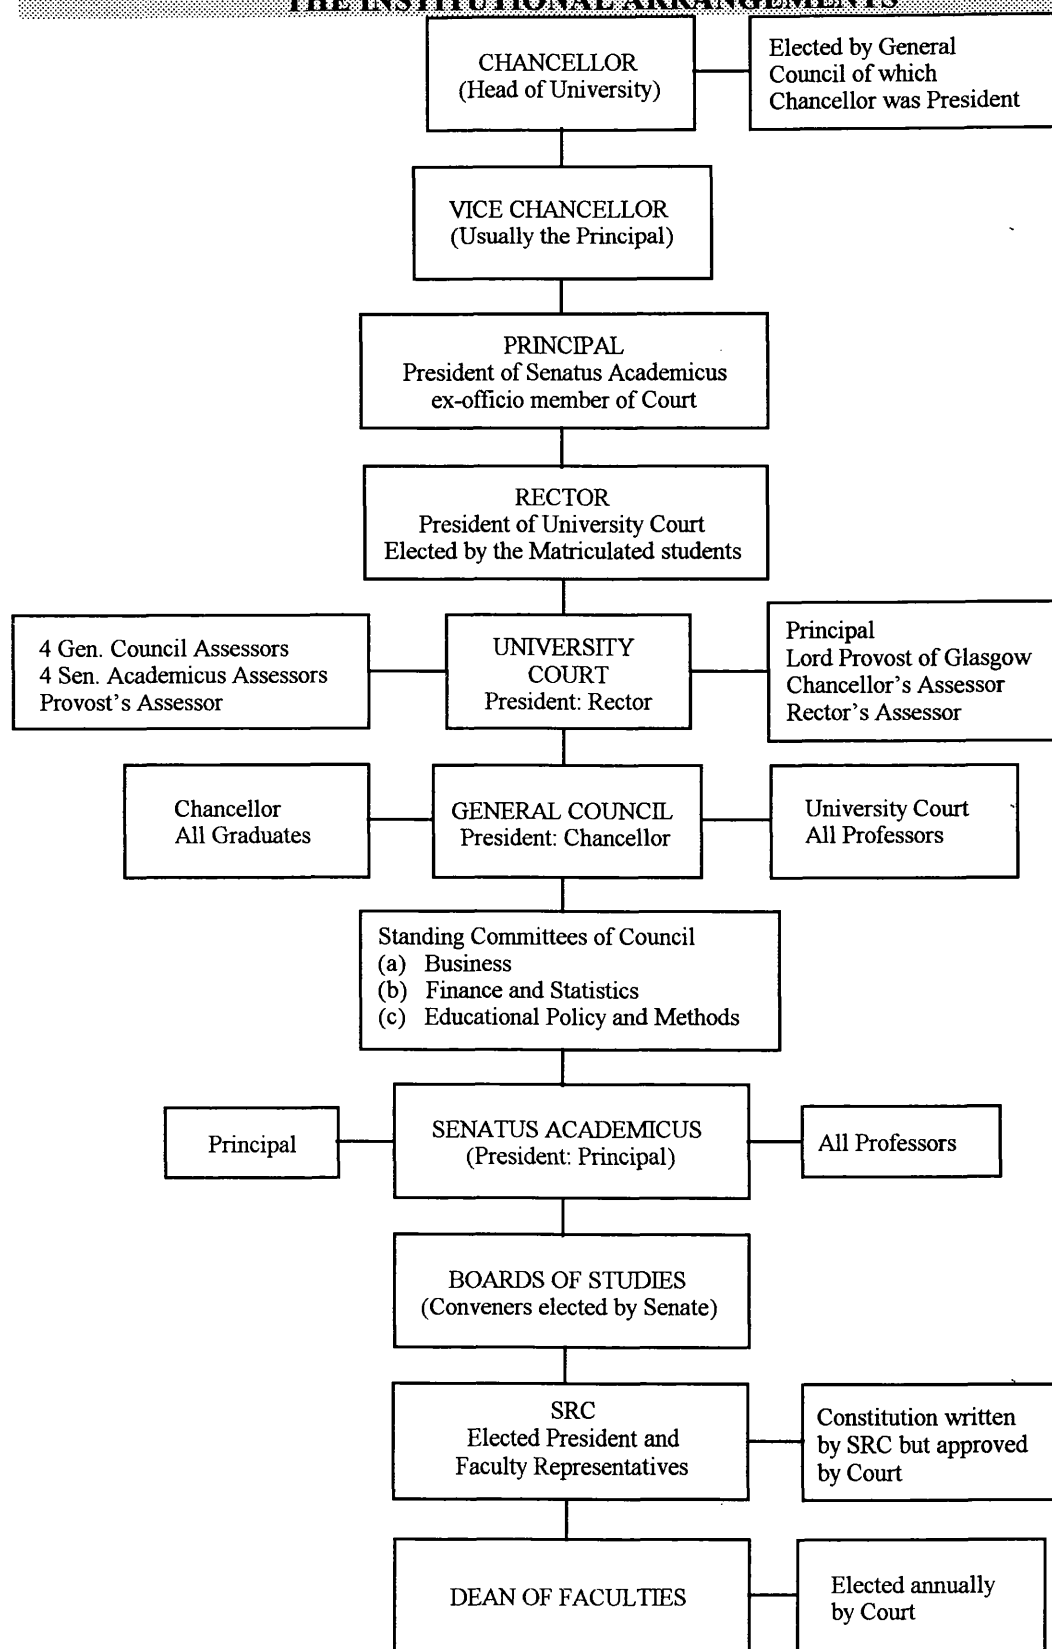 THE INSTITUTIONAL ARRANGEMENTS
CHANCELLOR
(Head of University)
Elected by General
Council of which
Chancellor was President
VICE CHANCELLOR
(Usually the Principal)
PRINCIPAL
President of Senatus Academicus
ex-officio member of Court
RECTOR
President of University Court
Elected by the Matriculated students
4 Gen. Council Assessors
4 Sen. Academicus Assessors
Provost's Assessor
UNIVERSITY
COURT
President: Rector
Principal
Lord Provost of Glasgow
Chancellor's Assessor
Rector's Assessor
Chancellor
All Graduates
GENERAL COUNCIL
President: Chancellor
University Court
All Professors
Standing Committees of Council
(a) Business
(b) Finance and Statistics
(c) Educational Policy and Methods
Principal
SENATUS ACADEMICUS
(President: Principal)
All Professors
BOARDS OF STUDIES
(Conveners elected by Senate)
SRC
Elected President and
Faculty Representatives
Constitution written
by SRC but approved
by Court
DEAN OF FACULTIES
Elected annually
by Court